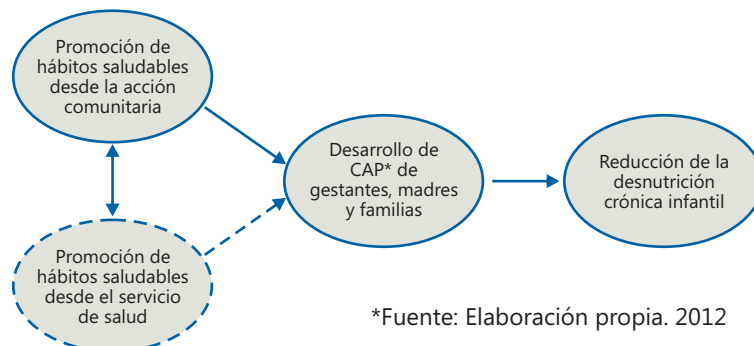 Promoción de
hábitos saludables
desde la acción
comunitaria
Desarrollo de
CAP* de
gestantes, madres
y familias
Reducción de la
desnutrición
crónica infantil
Promoción de
hábitos saludables
desde el servicio
de salud
*Fuente: Elaboración propia. 2012